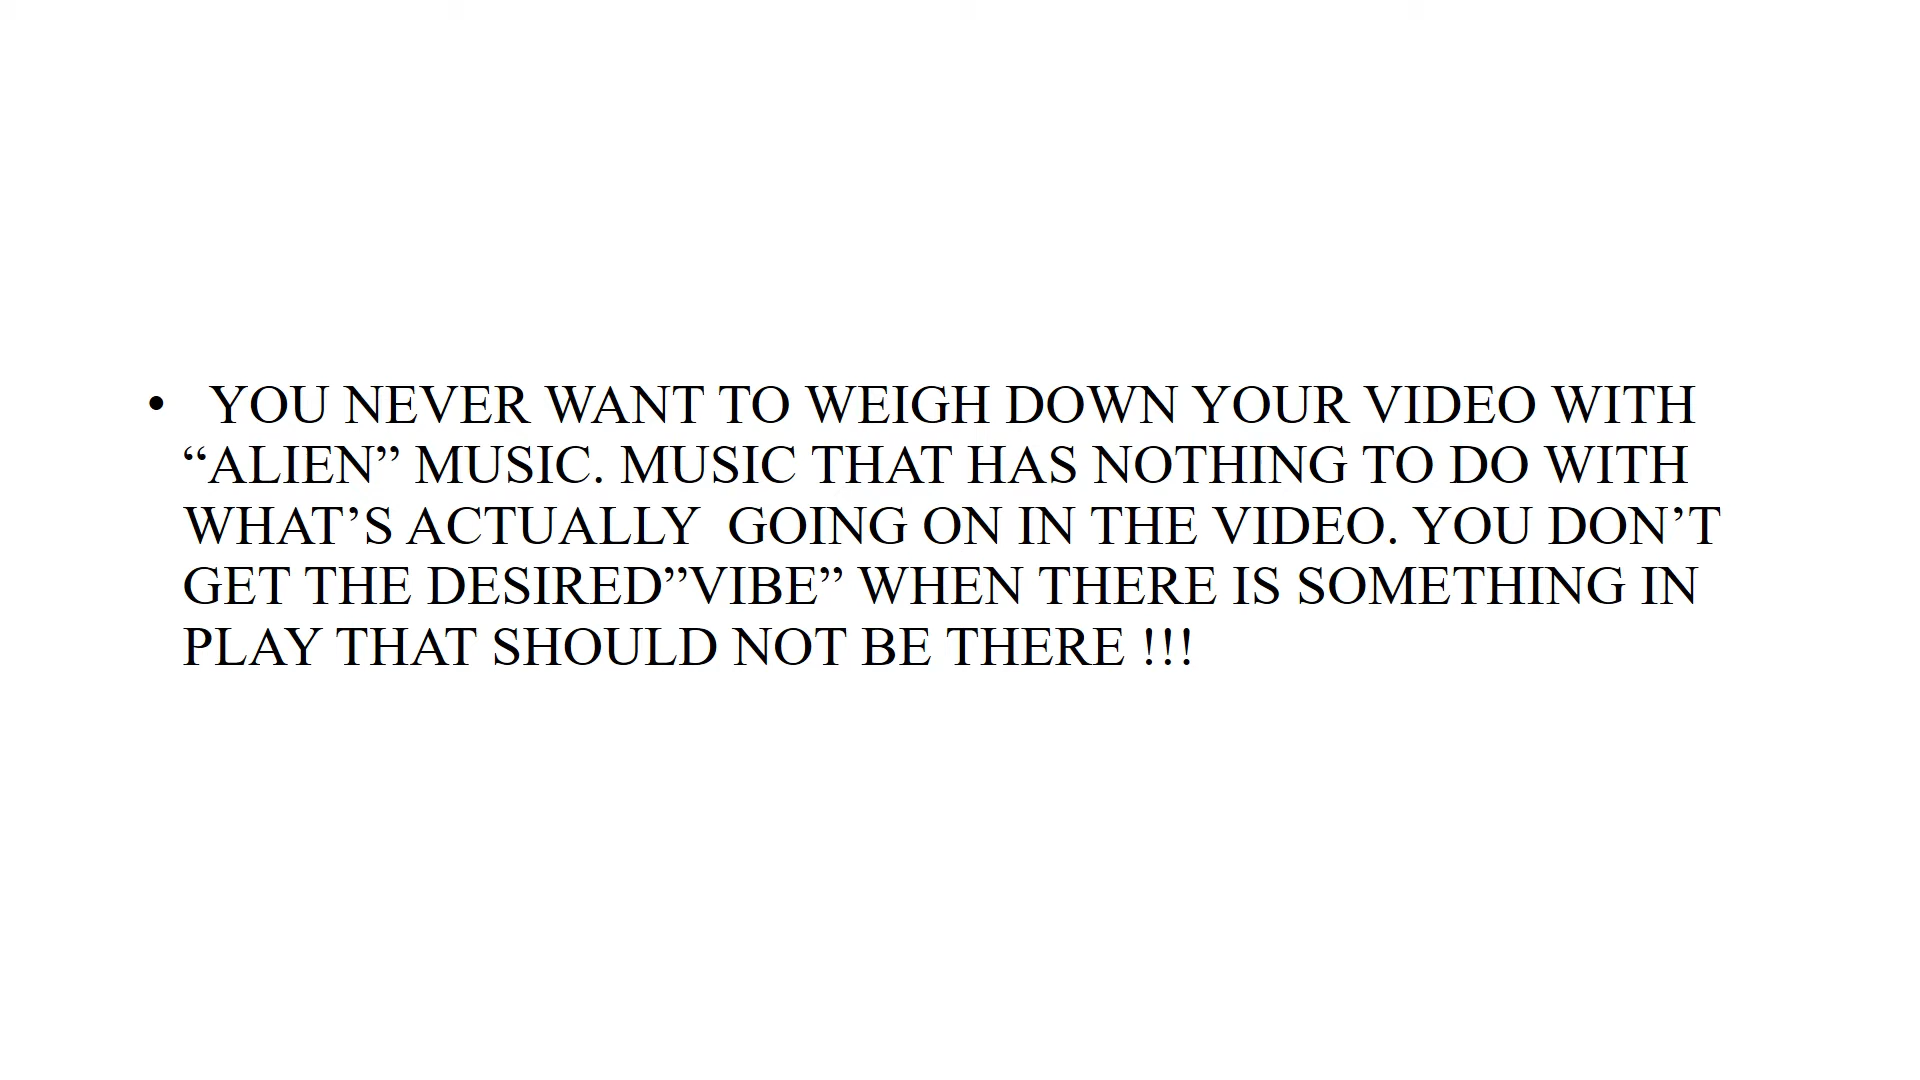 •   YOU NEVER WANT TO WEIGH DOWN YOUR VIDEO WITH
“ALIEN” MUSIC. MUSIC THAT HAS NOTHING TO DO WITH
WHAT’S ACTUALLY  GOING ON IN THE VIDEO. YOU DON’T
GET THE DESIRED”VIBE” WHEN THERE IS SOMETHING IN
PLAY THAT SHOULD NOT BE THERE !!!